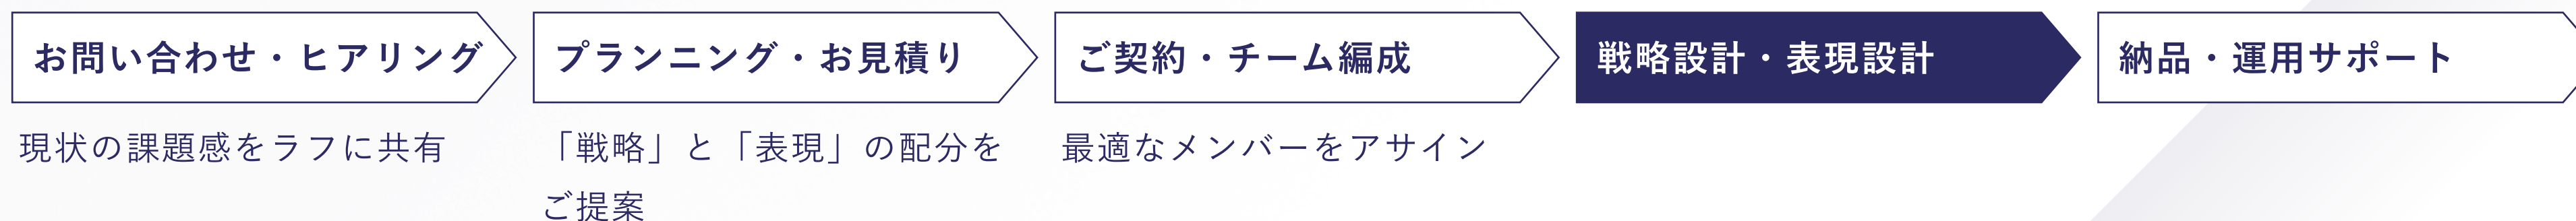 お問い合わせ・ヒアリング
プランニング・お見積り
ご契約・チーム編成
戦略設計・表現設計
納品・運用サポート
現状の課題感をラフに共有
「戦略」と「表現」の配分を
ご提案
最適なメンバーをアサイン